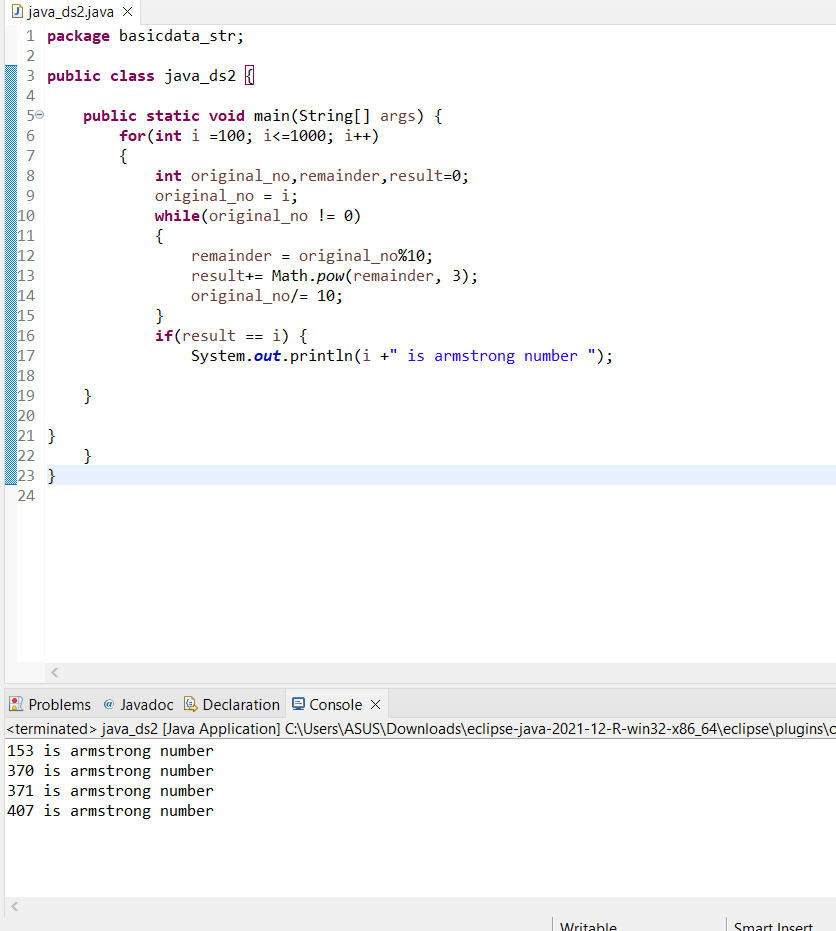 java_ds2.java
1 package basicdata_str;
2
3 public class java_ds2 {
4
5 public static void main(String[] args) {
6 for(int i =100; i<=1000; i++)
7 {
8 int original_no,remainder,result=0;
9 original_no = i;
10 while(original_no != 0)
11 {
12 remainder = original_no%10;
13 result+= Math.pow(remainder, 3);
14 original_no/= 10;
15 }
16 if(result == i) {
17 System.out.println(i +" is armstrong number ");
18
19 }
20
21 }
22 }
23 }
24
Problems @ Javadoc Declaration Console
<terminated> java_ds2 [Java Application] C:\Users\ASUS\Downloads\eclipse-java-2021-12-R-win32-x86_64\eclipse\plugins\o
153 is armstrong number
370 is armstrong number
371 is armstrong number
407 is armstrong number
Writable Smart Insert